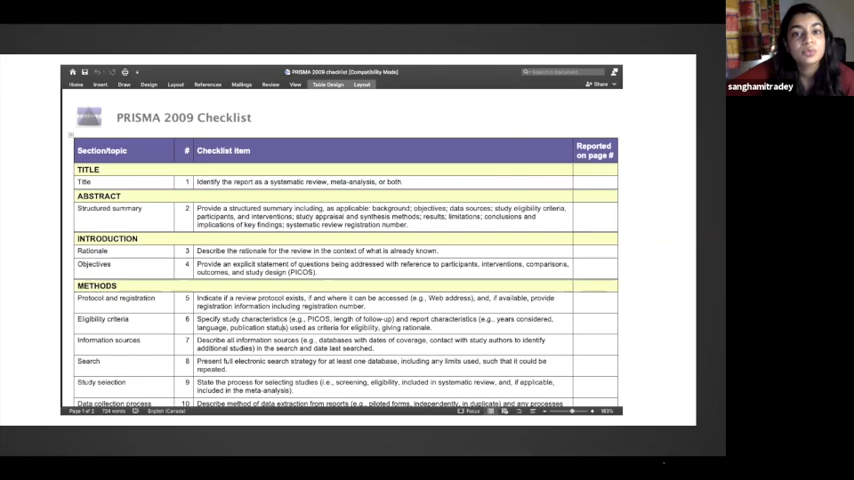 PRISMA 2009 checklist [Compatibility Mode]
Search in Document
Home Insert Draw Design Layout References Mailings Review View Table Design Layout Share
PRISMA 2009 Checklist
Section/topic # Checklist item Reported
on page #
TITLE
Title 1 Identify the report as a systematic review, meta-analysis, or both.
ABSTRACT
Structured summary 2 Provide a structured summary including, as applicable: background; objectives; data sources; study eligibility criteria,
participants, and interventions; study appraisal and synthesis methods; results; limitations; conclusions and
implications of key findings; systematic review registration number.
INTRODUCTION
Rationale 3 Describe the rationale for the review in the context of what is already known.
Objectives 4 Provide an explicit statement of questions being addressed with reference to participants, interventions, comparisons,
outcomes, and study design (PICOS).
METHODS
Protocol and registration 5 Indicate if a review protocol exists, if and where it can be accessed (e.g., Web address), and, if available, provide
registration information including registration number.
Eligibility criteria 6 Specify study characteristics (e.g., PICOS, length of follow-up) and report characteristics (e.g., years considered,
language, publication status) used as criteria for eligibility, giving rationale.
Information sources 7 Describe all information sources (e.g., databases with dates of coverage, contact with study authors to identify
additional studies) in the search and date last searched.
Search 8 Present full electronic search strategy for at least one database, including any limits used, such that it could be
repeated.
Study selection 9 State the process for selecting studies (i.e., screening, eligibility, included in systematic review, and, if applicable,
included in the meta-analysis).
Data collection process 10 Describe method of data extraction from reports (e.g., piloted forms, independently, in duplicate) and any processes
Page 1 of 2 724 words English (Canada) Focus 163%
sanghamitradey